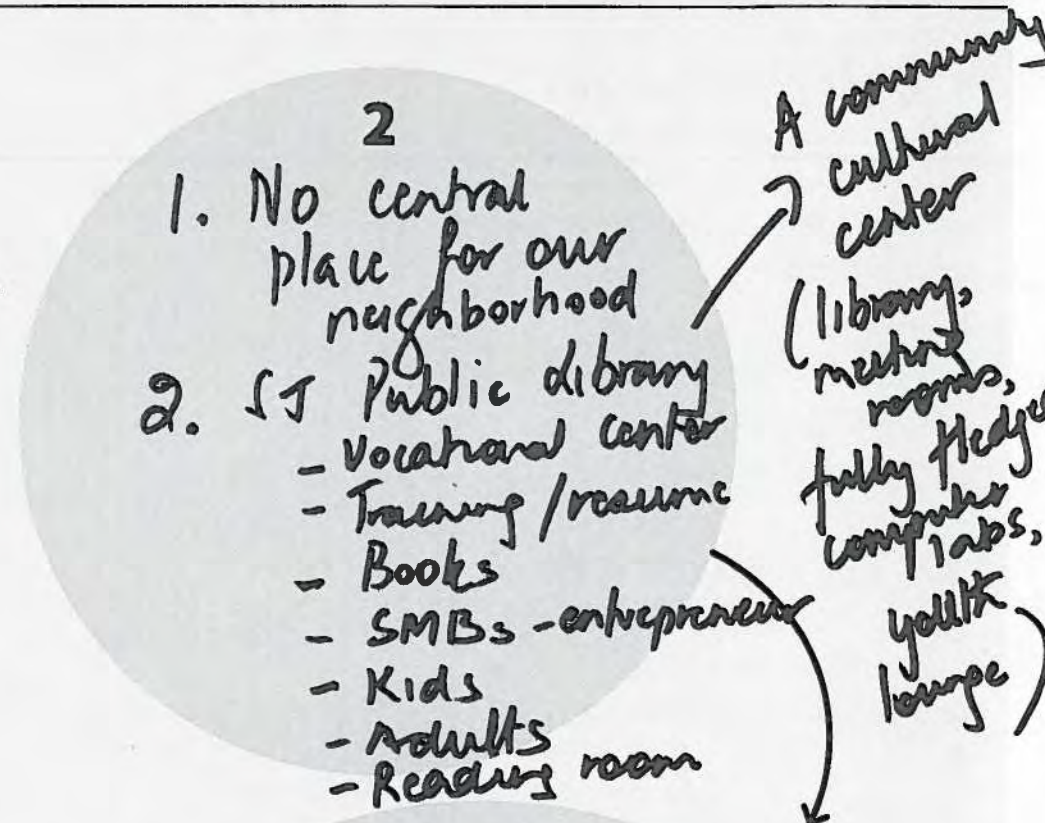 2
1. No central
place for our
neighborhood
2. SJ Public Library
- Vocational center
- Training / resume
- Books
- SMBs - entrepreneur
- Kids
- Adults
- Reading room
A community
cultural
center
(library,
meeting
rooms,
fully fledge
computer
labs,
youth
lounge)